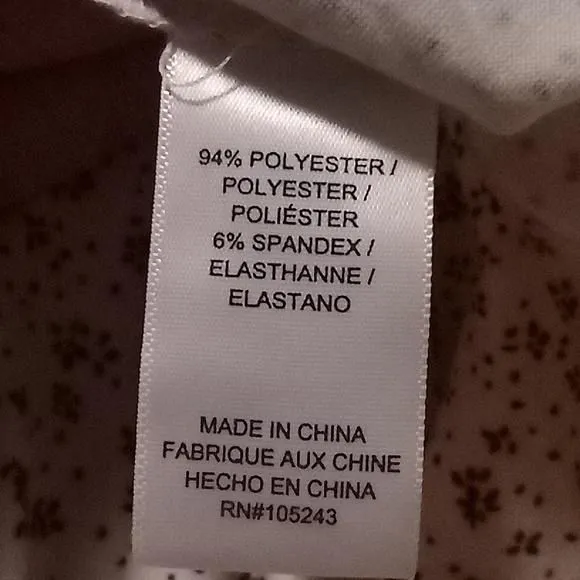 94% POLYESTER /
POLYESTER /
POLIÉSTER
6% SPANDEX /
ELASTHANNE /
ELASTANO
MADE IN CHINA
FABRIQUE AUX CHINE
HECHO EN CHINA
RN#105243